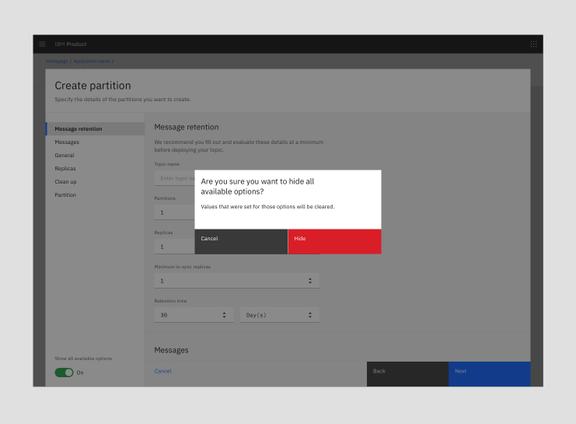 IBM Product
Homepage / Application name /
Create partition
Specify the details of the partitions you want to create.
Message retention
Messages
General
Replicas
Clean up
Partition
Message retention
We recommend you fill out and evaluate these details at a minimum
before deploying your topic.
Topic name
Enter topic
Partitions
1
Replicas
1
Minimum in-sync replicas
1
Retention time
30
Day(s)
Messages
Are you sure you want to hide all
available options?
Values that were set for those options will be cleared.
Cancel
Hide
Show all available options
On
Cancel
Back
Next